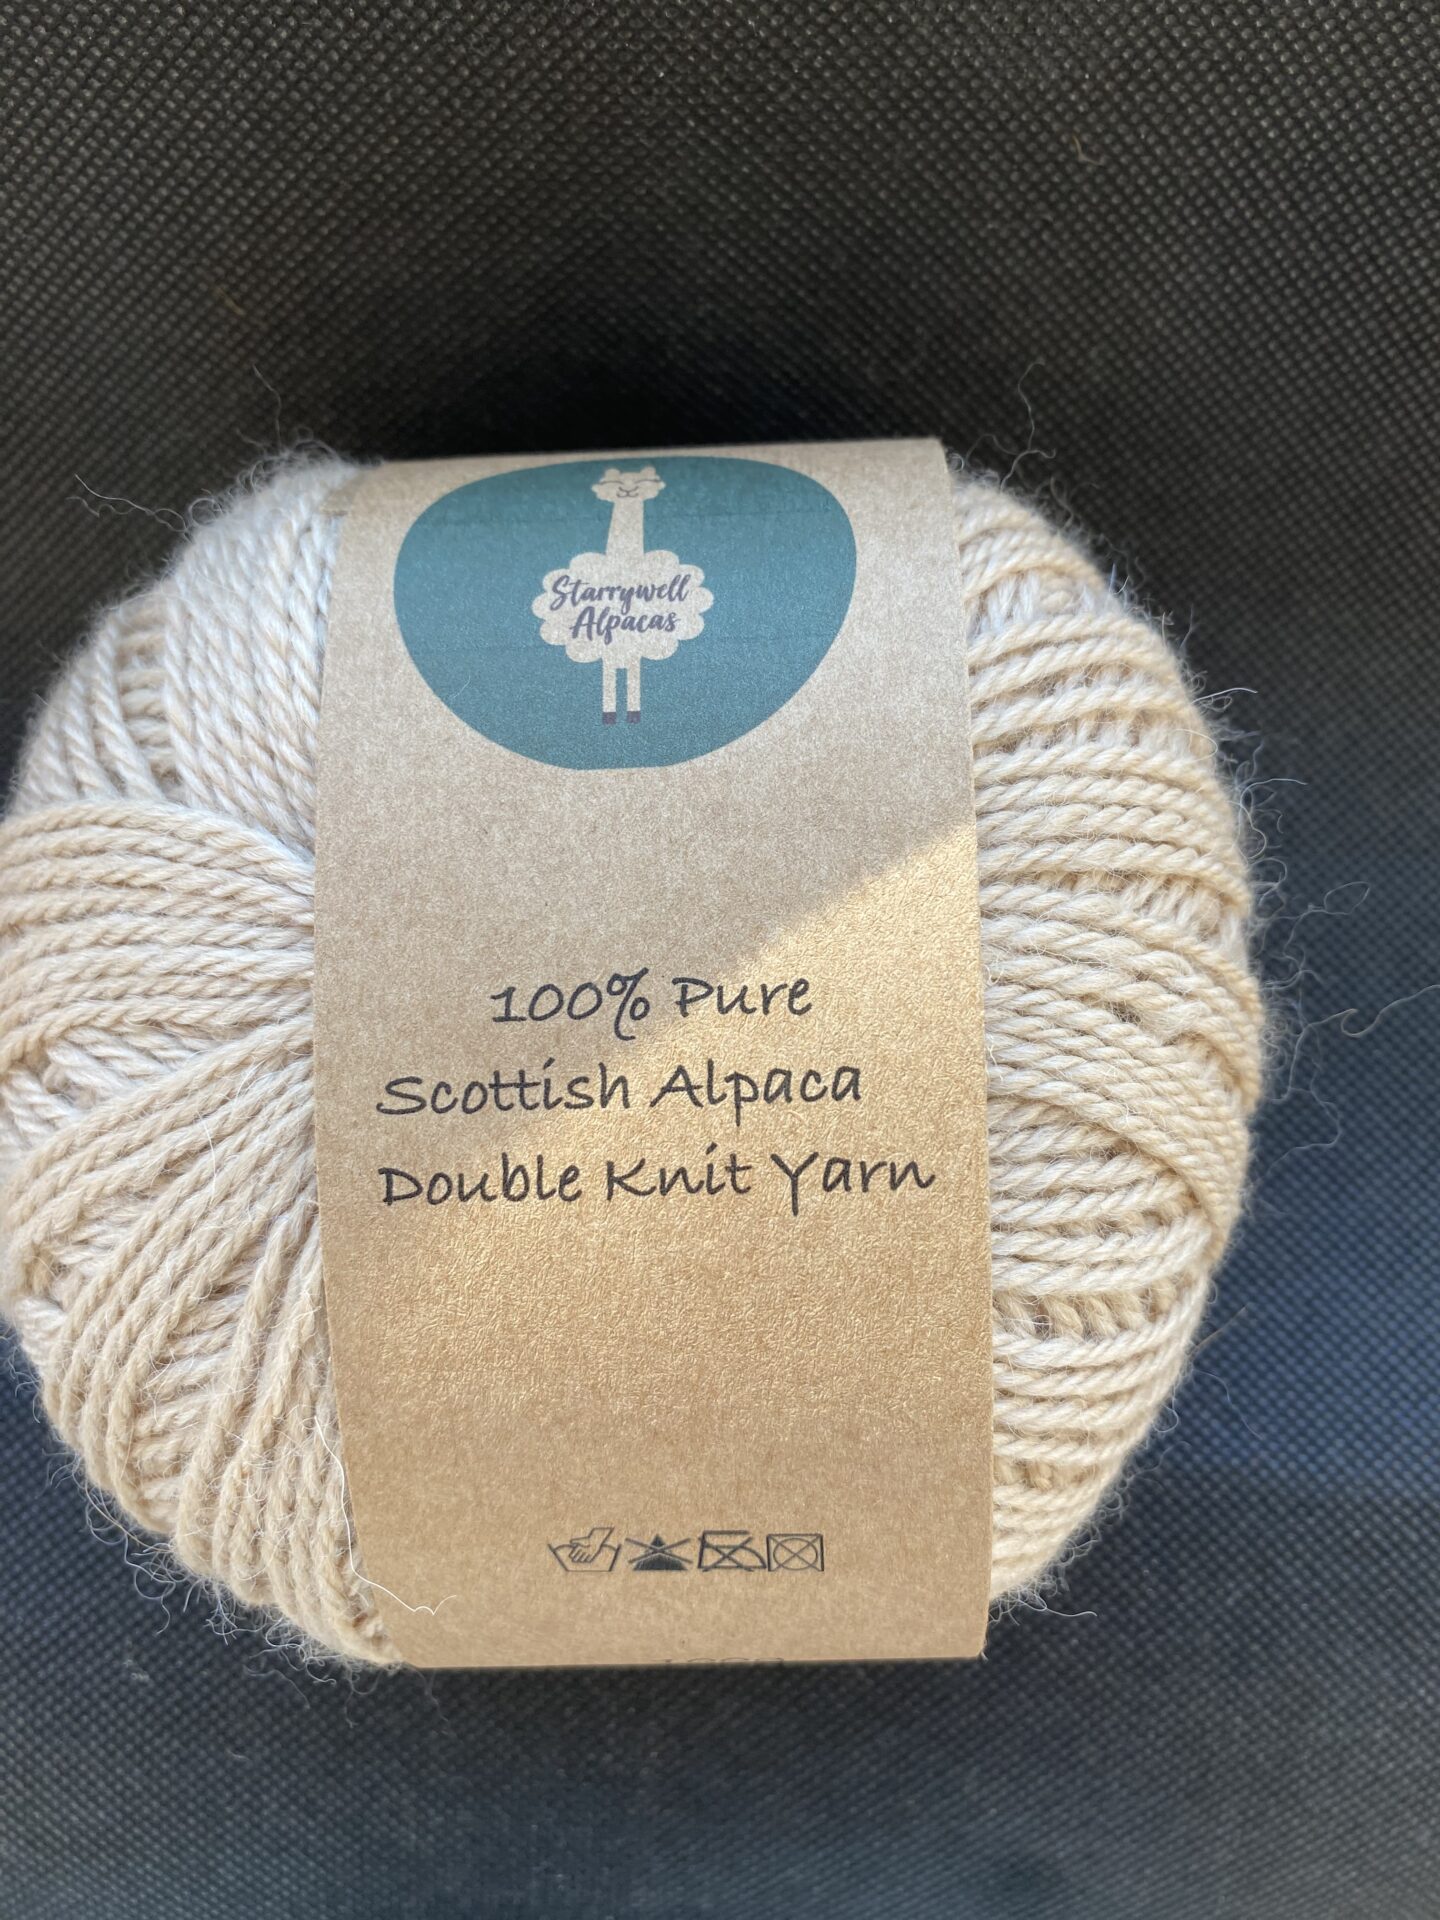 Starrywell
Alpacas
100% Pure
Scottish Alpaca
Double Knit Yarn